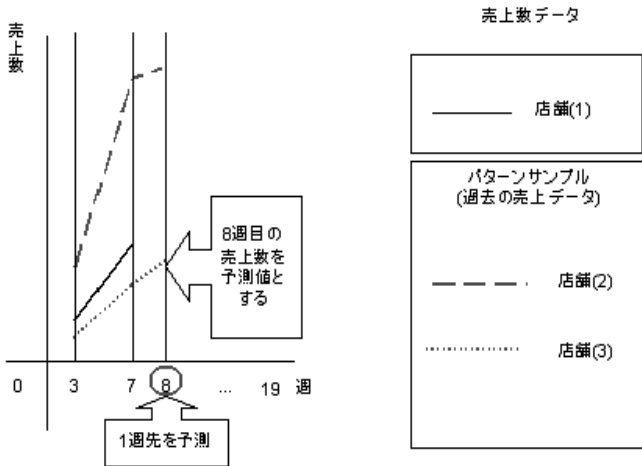 売上数
売上数データ
店舗(1)
パターンサンプル
(過去の売上データ)
店舗(2)
店舗(3)
8週目の
売上数を
予測値と
する
0 3 7 8 ... 19 週
1週先を予測